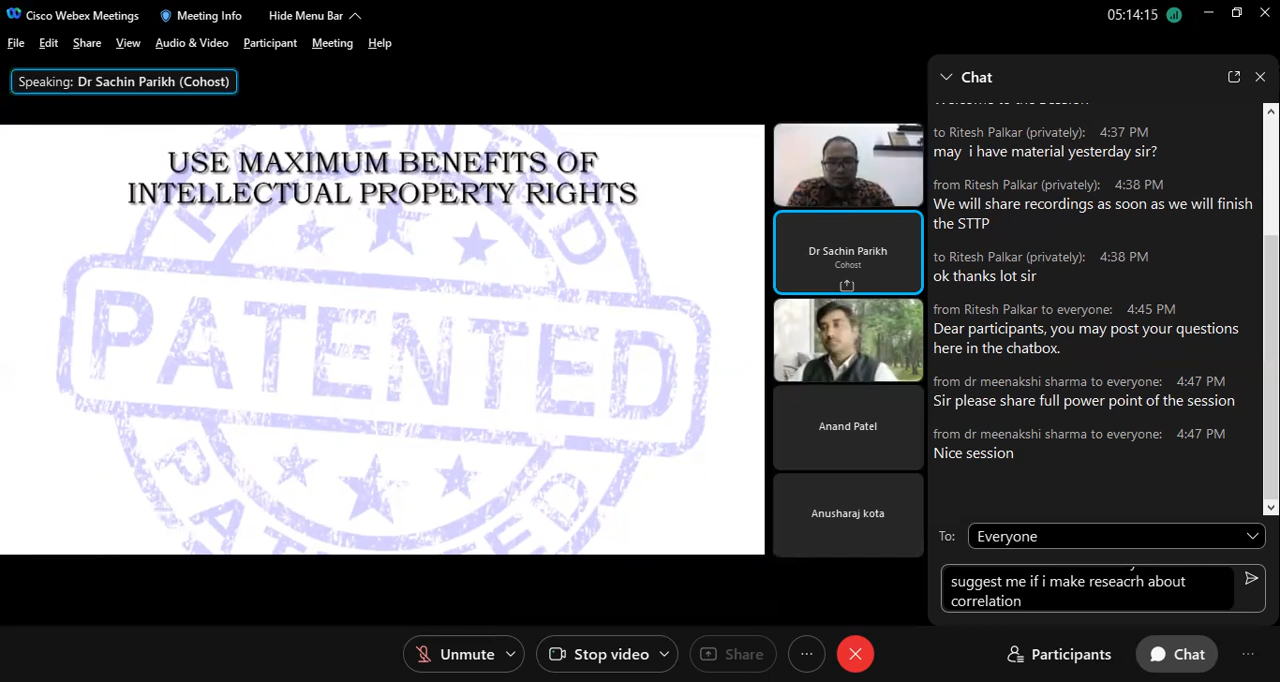 Cisco Webex Meetings
Meeting Info
Hide Menu Bar
05:14:15
File Edit Share View Audio & Video Participant Meeting Help
Speaking: Dr Sachin Parikh (Cohost)
USE MAXIMUM BENEFITS OF
INTELLECTUAL PROPERTY RIGHTS
PATENTED
PATENTED
PATENTED
Dr Sachin Parikh
Cohost
Anand Patel
Anusharaj kota
Chat
Welcome to the Session
to Ritesh Palkar (privately): 4:37 PM
may i have material yesterday sir?
from Ritesh Palkar (privately): 4:38 PM
We will share recordings as soon as we will finish
the STTP
to Ritesh Palkar (privately): 4:38 PM
ok thanks lot sir
from Ritesh Palkar to everyone: 4:45 PM
Dear participants, you may post your questions
here in the chatbox.
from dr meenakshi sharma to everyone: 4:47 PM
Sir please share full power point of the session
from dr meenakshi sharma to everyone: 4:47 PM
Nice session
To: Everyone
suggest me if i make reseacrh about
correlation
Unmute
Stop video
Share
Participants
Chat